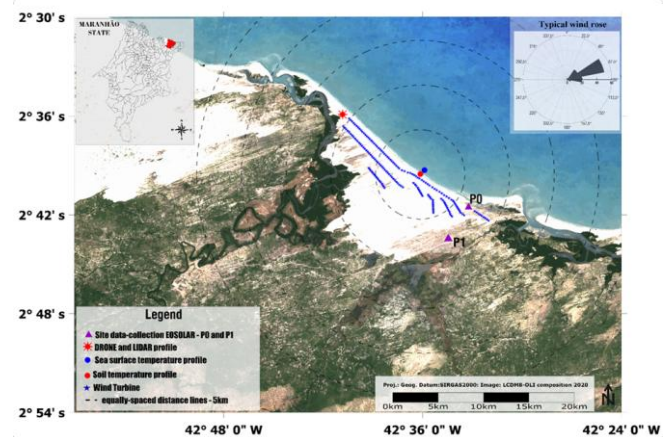 2° 30' s
2° 36' s
2° 42' s
2° 48' s
2° 54' s
MARANHÃO
STATE
Typical wind rose
P0
P1
Legend
Site data-collection EOSOLAR - P0 and P1
DRONE and LIDAR profile
Sea surface temperature profile
Soil temperature profile
Wind Turbine
equally-spaced distance lines - 5km
Proj.: Geog. Datum:SIRGAS2000: Image: LCDM8-OLI composition 2020
0km 5km 10km 15km 20km
N
42° 48' 0" W 42° 36' 0" W 42° 24' 0" W